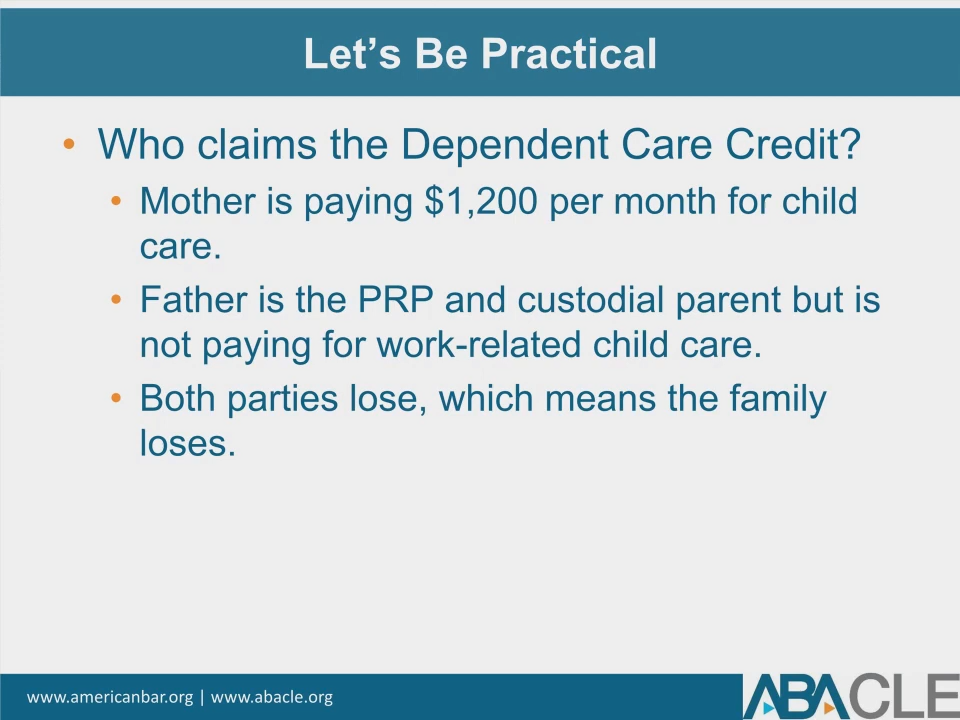 Let’s Be Practical
• Who claims the Dependent Care Credit?
• Mother is paying $1,200 per month for child
care.
• Father is the PRP and custodial parent but is
not paying for work-related child care.
• Both parties lose, which means the family
loses.
www.americanbar.org | www.abacle.org
ABACLE